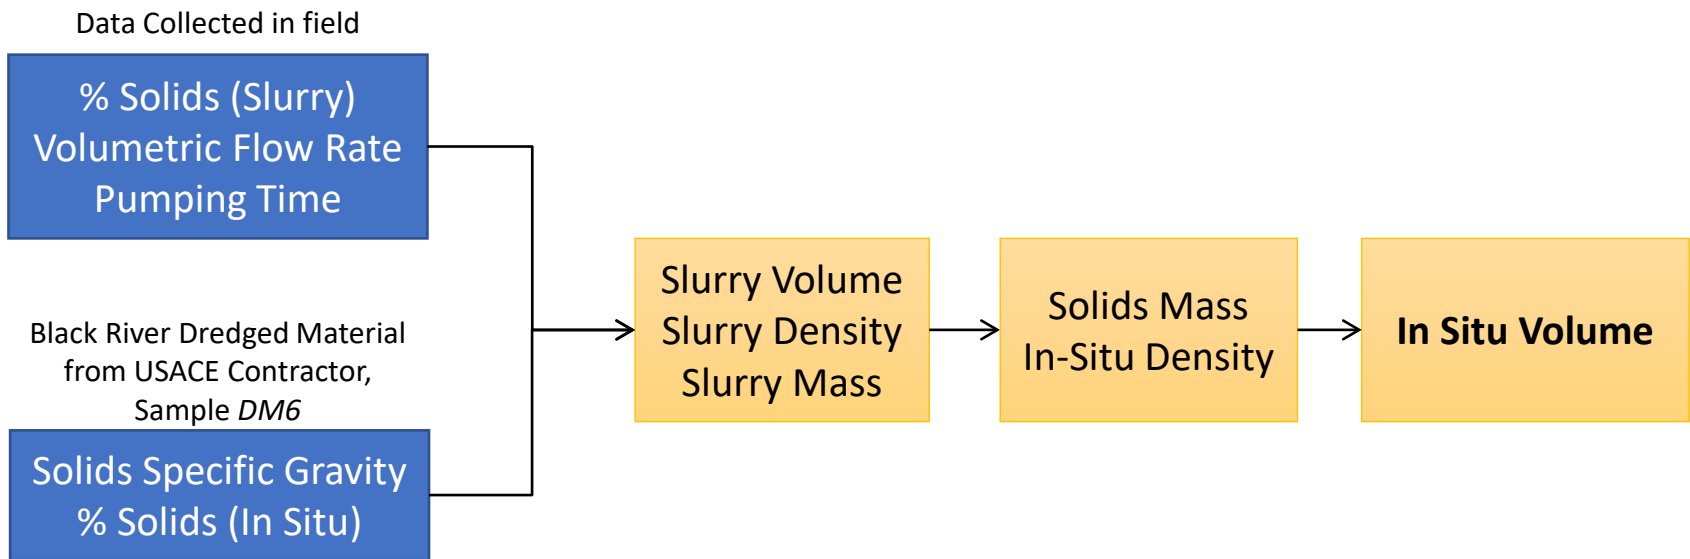 Data Collected in field
% Solids (Slurry)
Volumetric Flow Rate
Pumping Time
Black River Dredged Material
from USACE Contractor,
Sample DM6
Solids Specific Gravity
% Solids (In Situ)
Slurry Volume
Slurry Density
Slurry Mass
Solids Mass
In-Situ Density
In Situ Volume